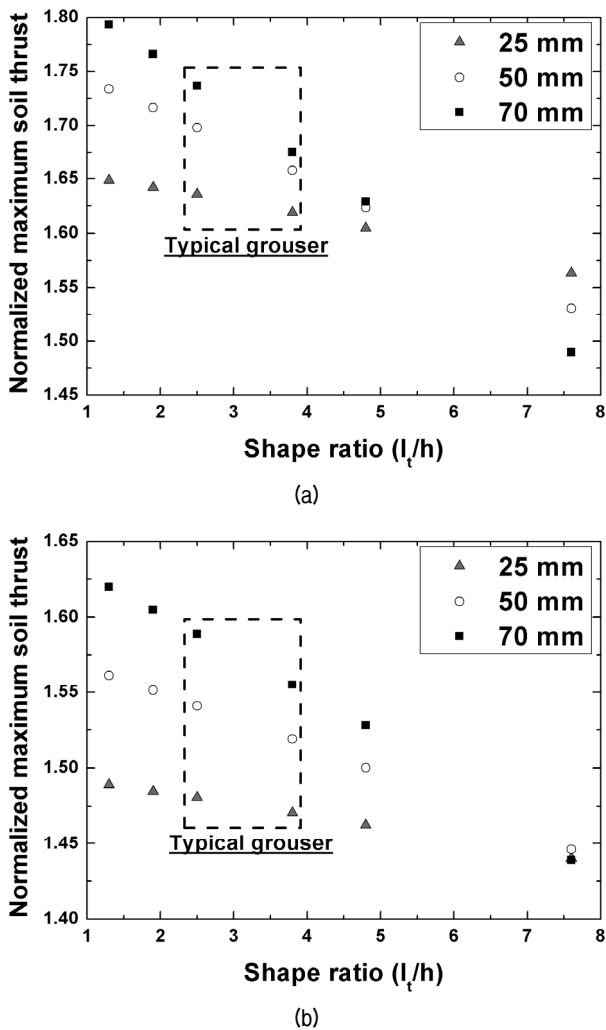 Normalized maximum soil thrust
1.80
1.75
1.70
1.65
1.60
1.55
1.50
1.45
25 mm
50 mm
70 mm
Typical grouser
1 2 3 4 5 6 7 8
Shape ratio (lt/h)
(a)
Normalized maximum soil thrust
1.65
1.60
1.55
1.50
1.45
1.40
25 mm
50 mm
70 mm
Typical grouser
1 2 3 4 5 6 7 8
Shape ratio (lt/h)
(b)